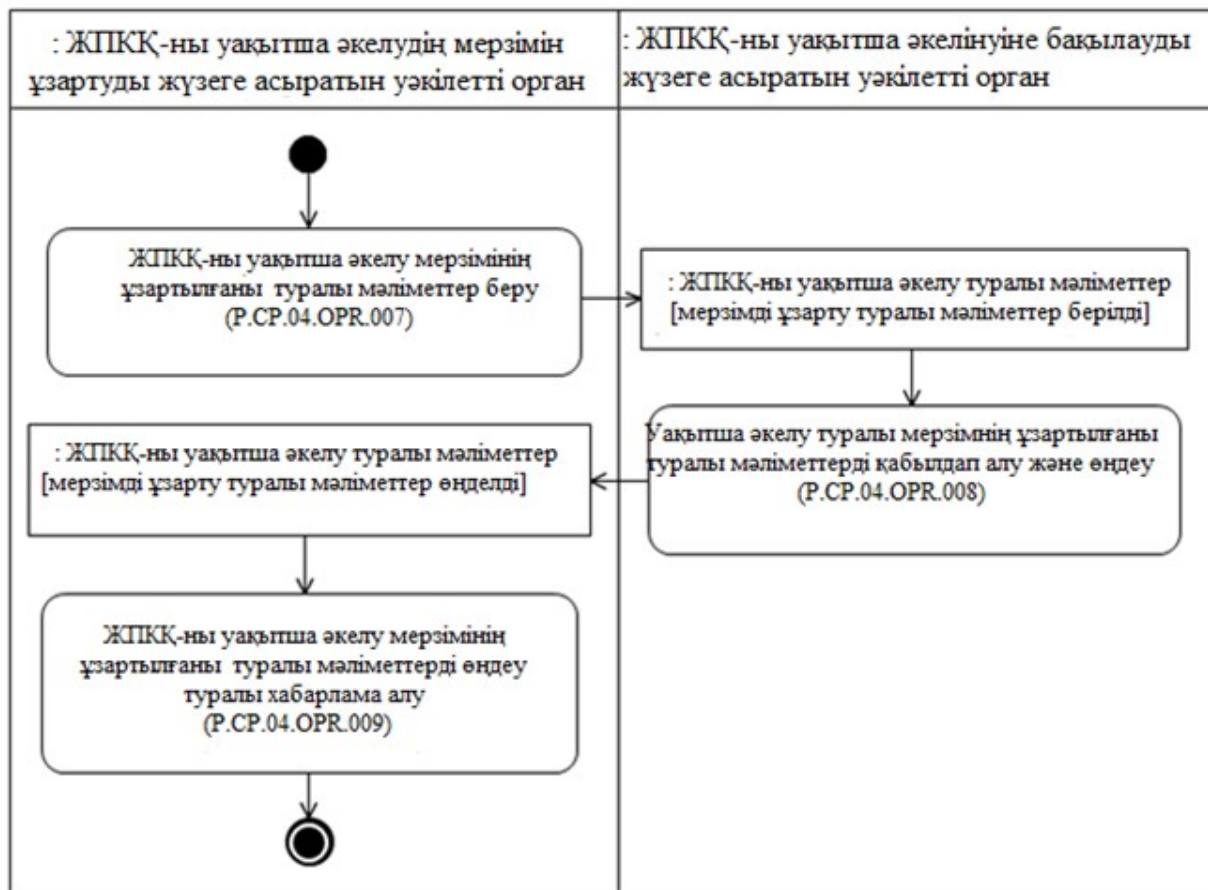 : ЖПКҚ-ны уақытша әкелудің мерзімін
ұзартуды жүзеге асыратын уәкілетті орган
: ЖПКҚ-ны уақытша әкелінуіне бақылауды
жүзеге асыратын уәкілетті орган
ЖПКҚ-ны уақытша әкелу мерзімінің
ұзартылғаны туралы мәліметтер беру
(P.CP.04.OPR.007)
: ЖПКҚ-ны уақытша әкелу туралы мәліметтер
[мерзімді ұзарту туралы мәліметтер берілді]
Уақытша әкелу туралы мерзімнің ұзартылғаны
туралы мәліметтерді қабылдап алу және өңдеу
(P.CP.04.OPR.008)
: ЖПКҚ-ны уақытша әкелу туралы мәліметтер
[мерзімді ұзарту туралы мәліметтер өңделді]
ЖПКҚ-ны уақытша әкелу мерзімінің
ұзартылғаны туралы мәліметтерді өңдеу
туралы хабарлама алу
(P.CP.04.OPR.009)